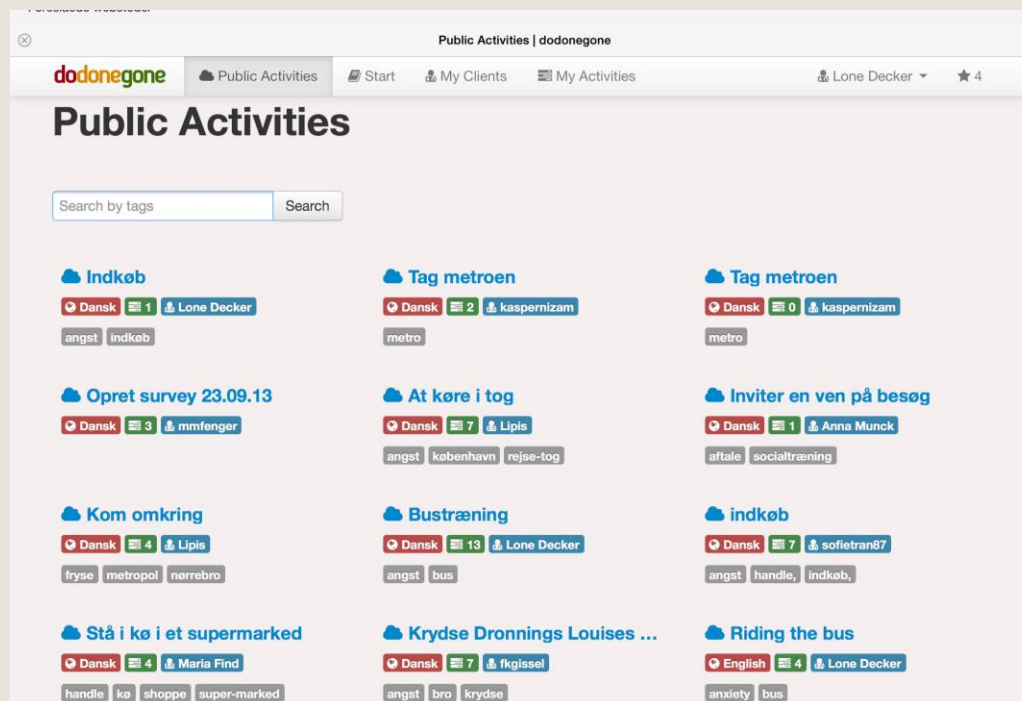 Public Activities | dodonegone
dodonegone Public Activities Start My Clients My Activities Lone Decker 4
Public Activities
Search by tags Search
Indkøb
Dansk 1 Lone Decker
angst indkøb
Tag metroen
Dansk 2 kaspernizam
metro
Tag metroen
Dansk 0 kaspernizam
metro
Opret survey 23.09.13
Dansk 3 mmfenger
At køre i tog
Dansk 7 Lipis
angst københavn rejse-tog
Inviter en ven på besøg
Dansk 1 Anna Munck
aftale socialtræning
Kom omkring
Dansk 4 Lipis
fryse metropol nørrebro
Bustræning
Dansk 13 Lone Decker
angst bus
indkøb
Dansk 7 sofietran87
angst handle, indkøb,
Stå i kø i et supermarked
Dansk 4 Maria Find
handle kø shoppe super-marked
Krydse Dronnings Louises ...
Dansk 7 fkgissel
angst bro krydse
Riding the bus
English 4 Lone Decker
anxiety bus